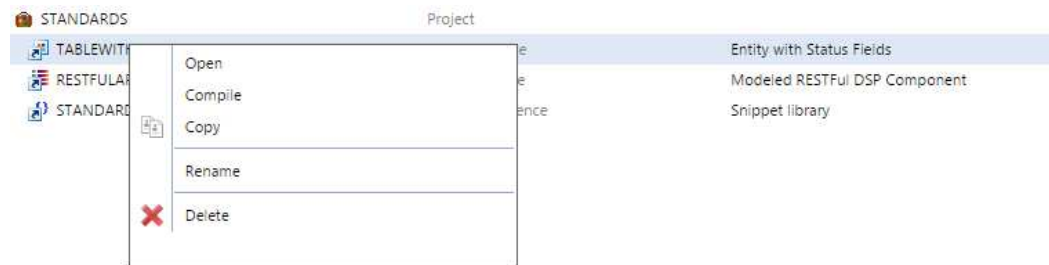 STANDARDS Project
TABLEWITH e Entity with Status Fields
Open
RESTFULAP e Modeled RESTFul DSP Component
Compile
STANDARD ence Snippet library
Copy
Rename
Delete